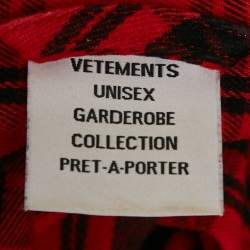 VETEMENTS
UNISEX
GARDEROBE
COLLECTION
PRET-A-PORTER